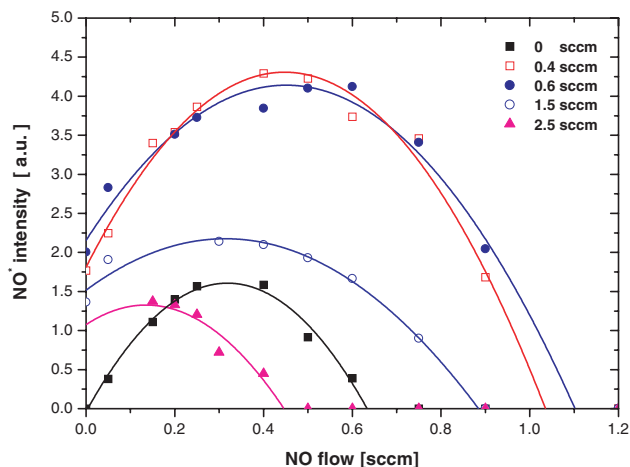 5.0
4.5
4.0
3.5
3.0
2.5
2.0
1.5
1.0
0.5
0.0
NO* intensity [ a.u. ]
0 sccm
0.4 sccm
0.6 sccm
1.5 sccm
2.5 sccm
0.0 0.2 0.4 0.6 0.8 1.0 1.2
NO flow [sccm]